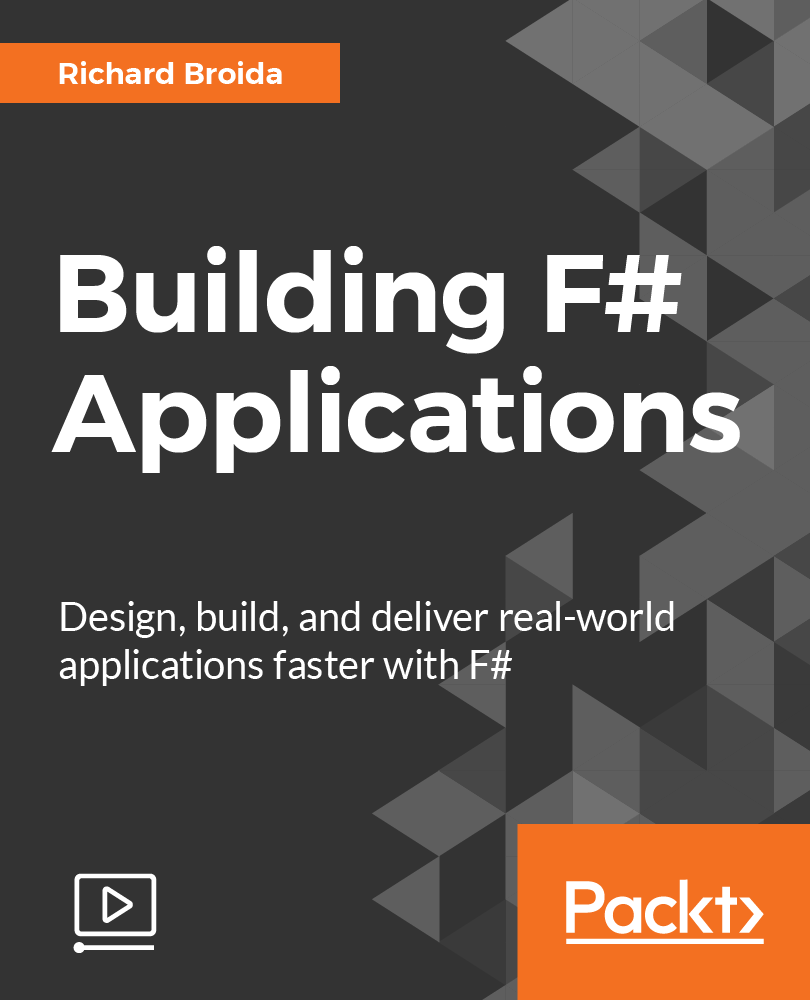 Richard Broida
Building F#
Applications
Design, build, and deliver real-world
applications faster with F#
Packt